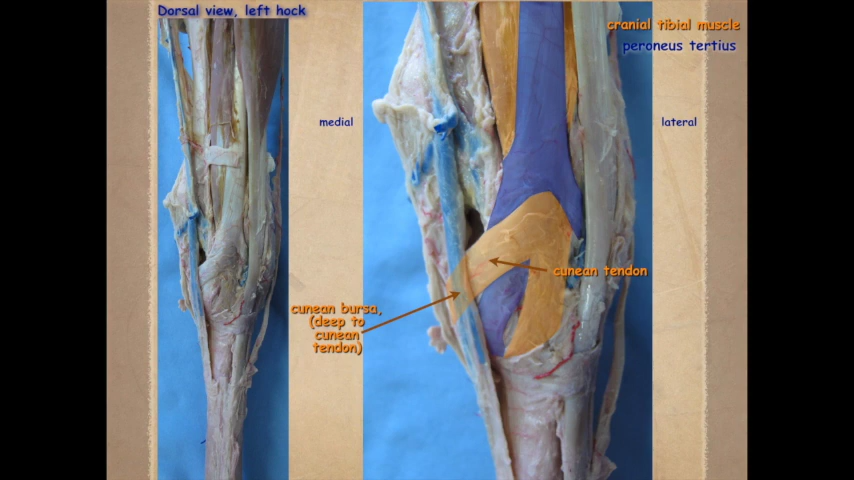 Dorsal view, left hock
cranial tibial muscle
peroneus tertius
medial
lateral
cunean tendon
cunean bursa,
(deep to
cunean
tendon)